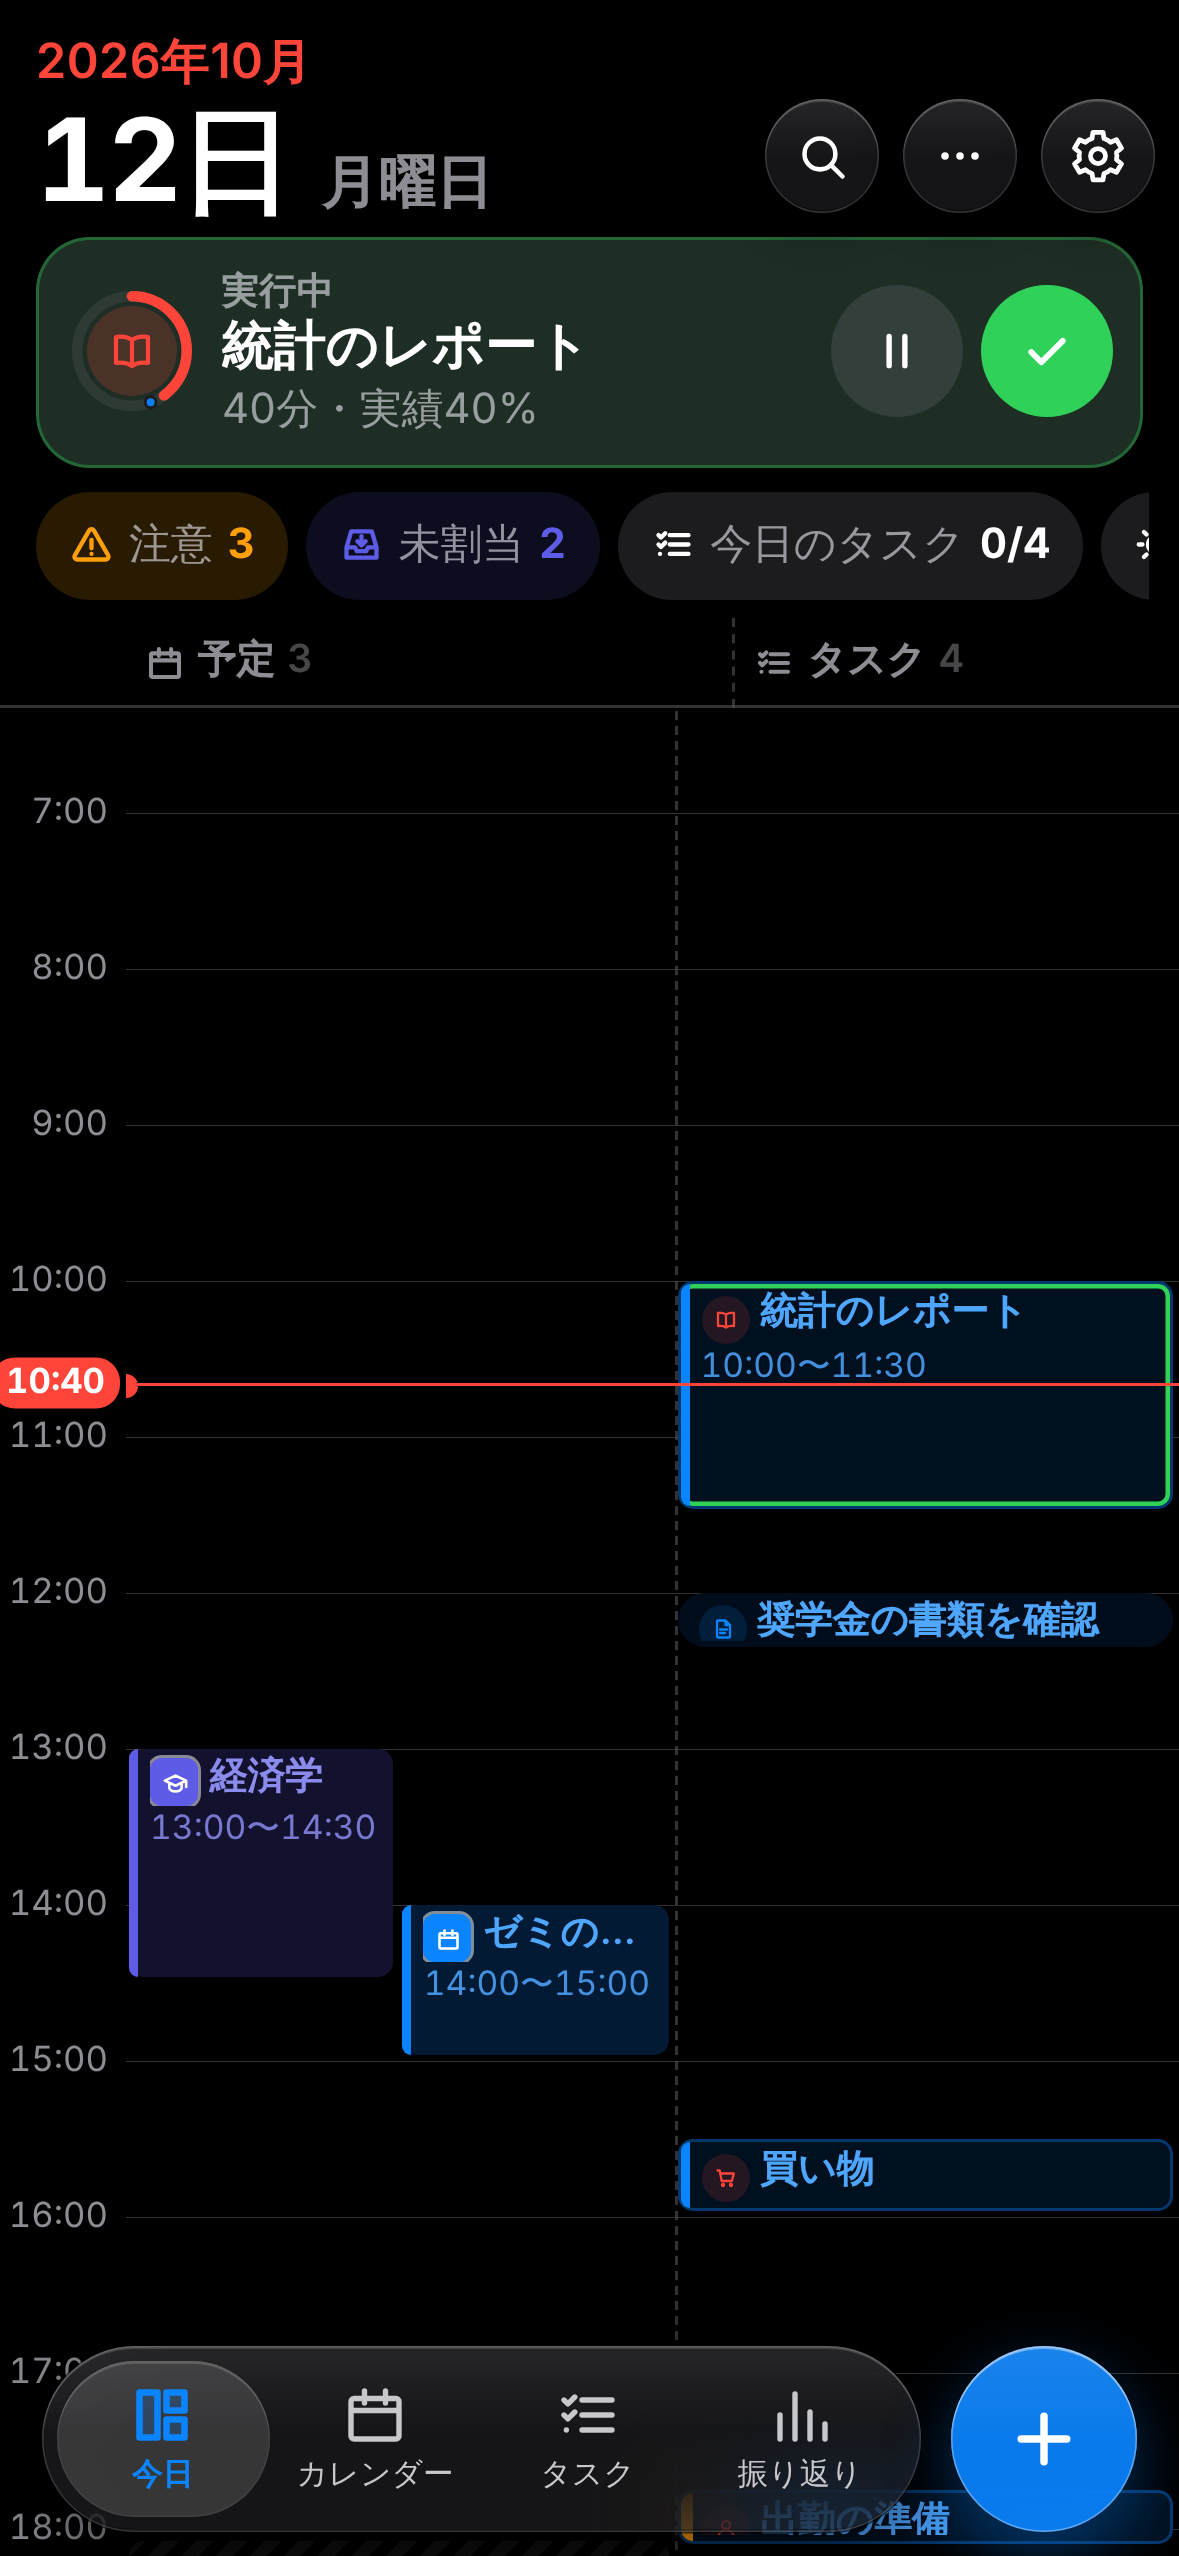 2026年10月
12日 月曜日
実行中
統計のレポート
40分・実績40%
注意 3
未割当 2
今日のタスク 0/4
予定 3
タスク 4
7:00
8:00
9:00
10:00
統計のレポート
10:00〜11:30
10:40
11:00
12:00
奨学金の書類を確認
13:00
経済学
13:00〜14:30
14:00
ゼミの…
14:00〜15:00
15:00
買い物
16:00
17:0
今日
カレンダー
タスク
振り返り
18:00
出勤の準備